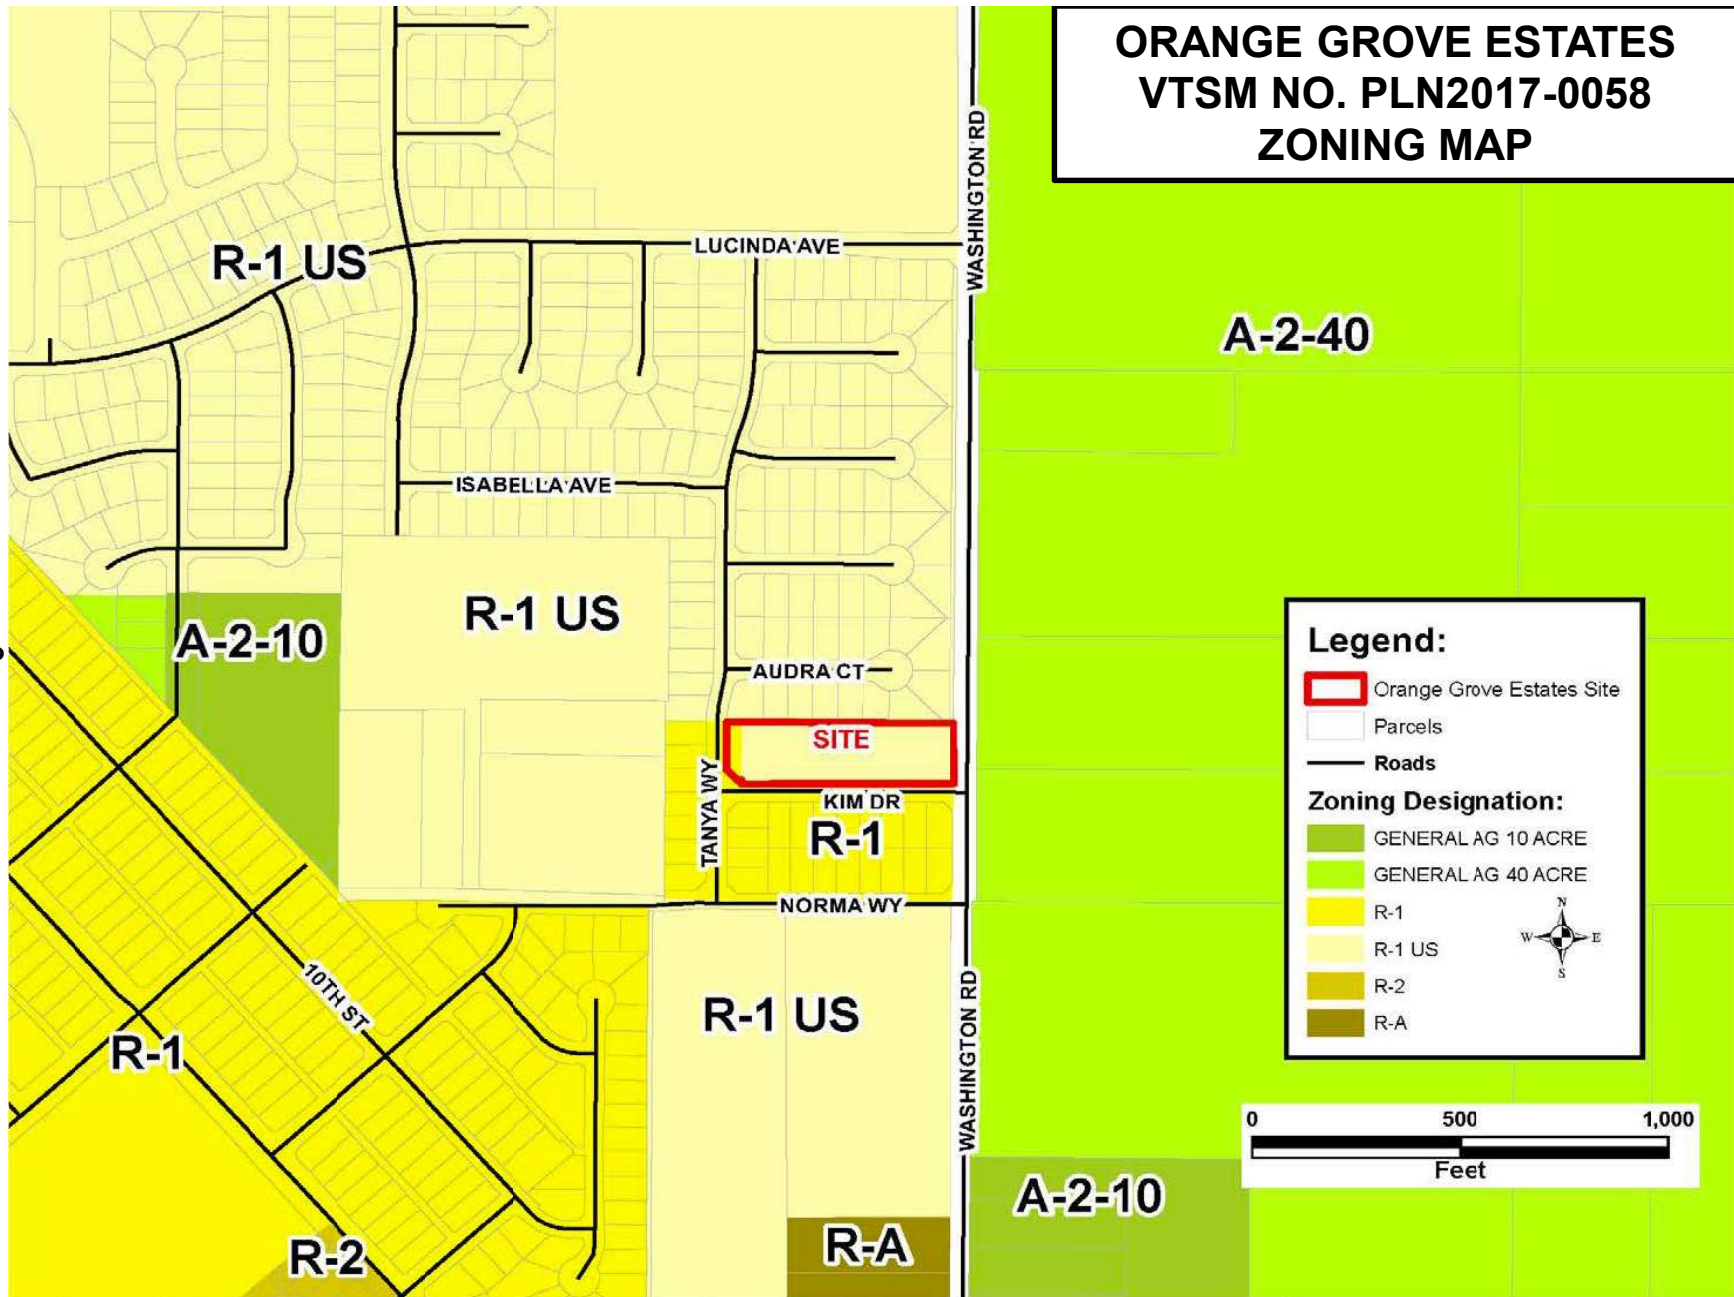 ORANGE GROVE ESTATES
VTSM NO. PLN2017-0058
ZONING MAP
WASHINGTON RD
LUCINDA AVE
R-1 US
A-2-40
ISABELLA AVE
R-1 US
A-2-10
AUDRA CT
SITE
TANYA WY
KIM DR
R-1
NORMA WY
10TH ST
R-1 US
R-1
WASHINGTON RD
A-2-10
R-2
R-A
Legend:
Orange Grove Estates Site
Parcels
Roads
Zoning Designation:
GENERAL AG 10 ACRE
GENERAL AG 40 ACRE
R-1
R-1 US
R-2
R-A
N
W E
S
0 500 1,000
Feet